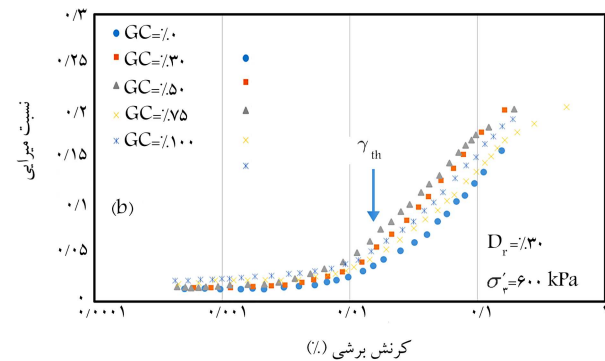 ۰/۳
۰/۲۵
۰/۲
۰/۱۵
۰/۱
۰/۰۵
۰
نسبت میرایی
GC=٪۰
GC=٪۳۰
GC=٪۵۰
GC=٪۷۵
GC=٪۱۰۰
γth
(b)
Dr=٪۳۰
σ′۳=۶۰۰ kPa
۰/۰۰۰۱ ۰/۰۰۱ ۰/۰۱ ۰/۱
کرنش برشی (٪)